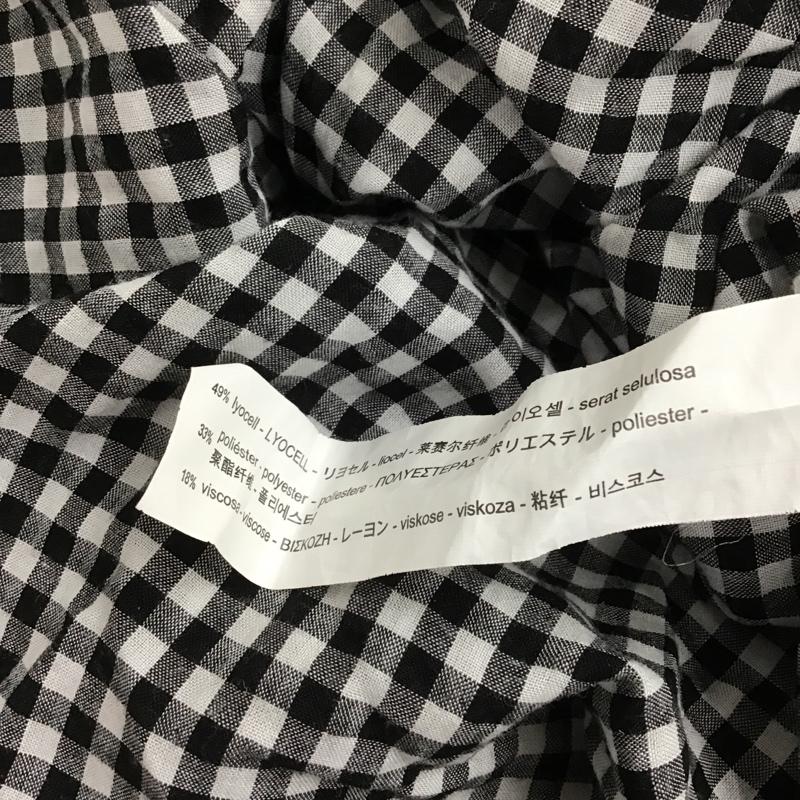 49% lyocell - LYOCELL - リヨセル - liocel - 莱赛尔纤维 - 리오셀 - serat selulosa
33% poliéster - polyester - poliestere - ΠΟΛΥΕΣΤΕΡΑΣ - ポリエステル - poliester -
聚酯纤维 - 폴리에스터
18% viscosa - viscose - ΒΙΣΚΟΖΗ - レーヨン - viskose - viskoza - 粘纤 - 비스코스